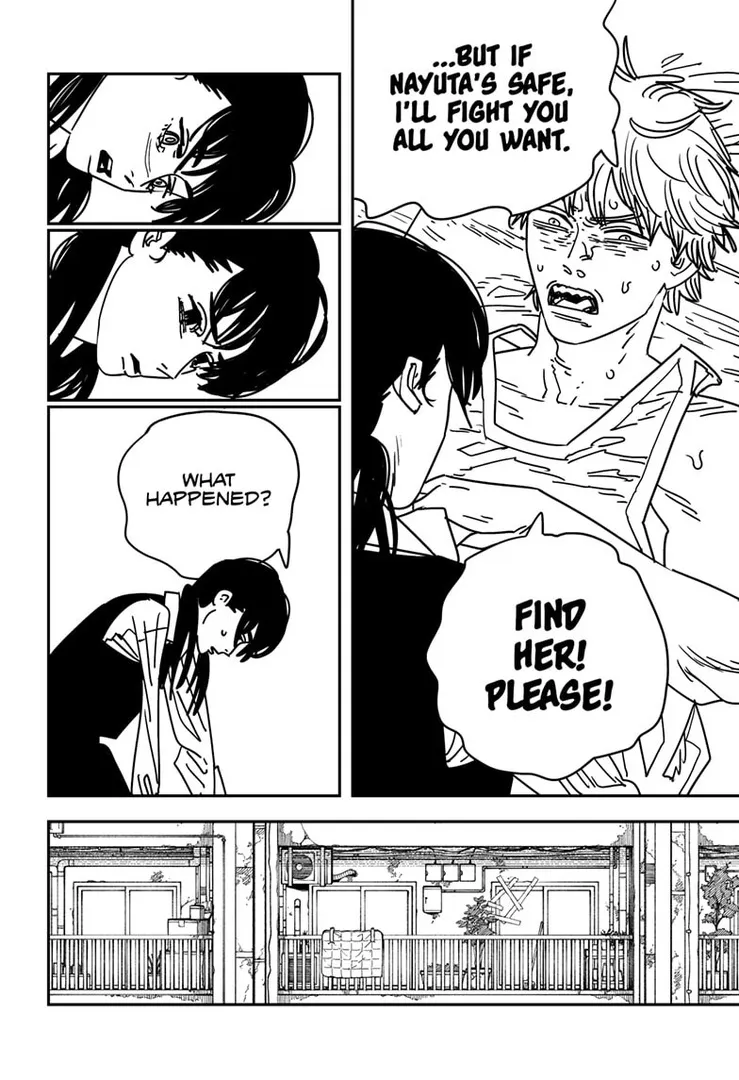 ...BUT IF
NAYUTA'S SAFE,
I'LL FIGHT YOU
ALL YOU WANT.
FIND
HER!
PLEASE!
WHAT
HAPPENED?